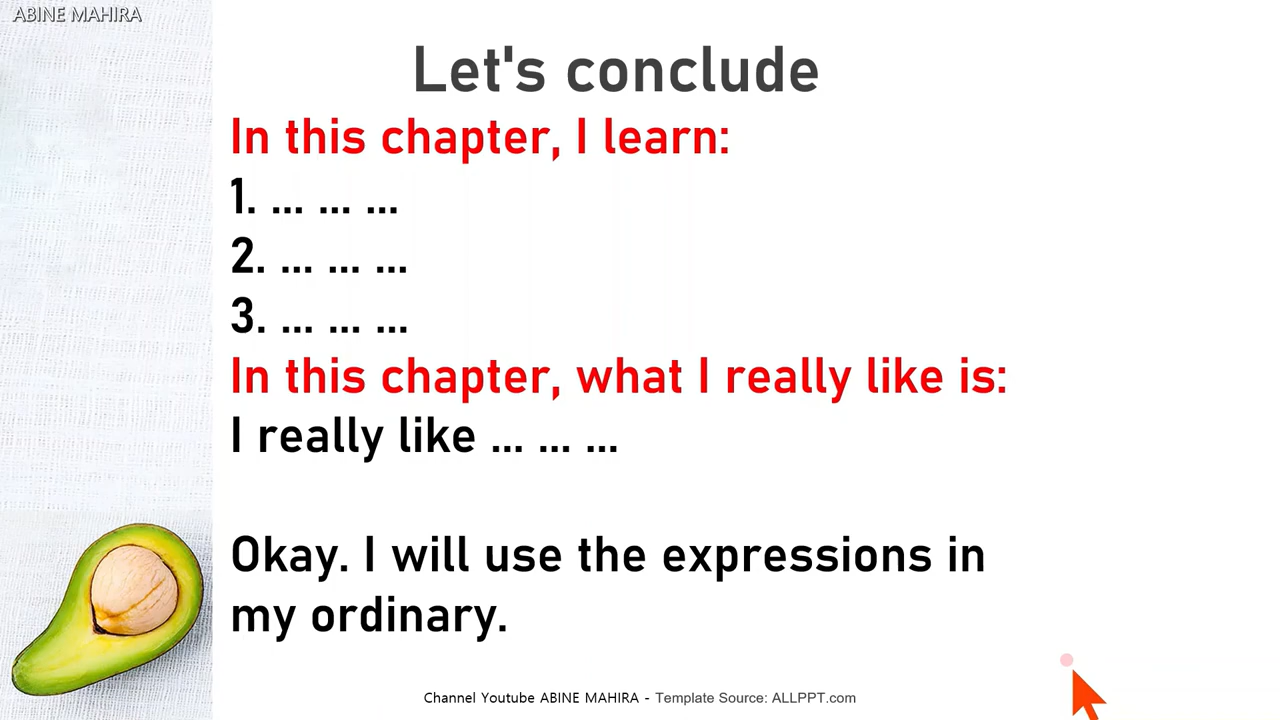 ABINE MAHIRA
Let's conclude
In this chapter, I learn:
1. ... ... ...
2. ... ... ...
3. ... ... ...
In this chapter, what I really like is:
I really like ... ... ...
Okay. I will use the expressions in
my ordinary.
Channel Youtube ABINE MAHIRA - Template Source: ALLPPT.com